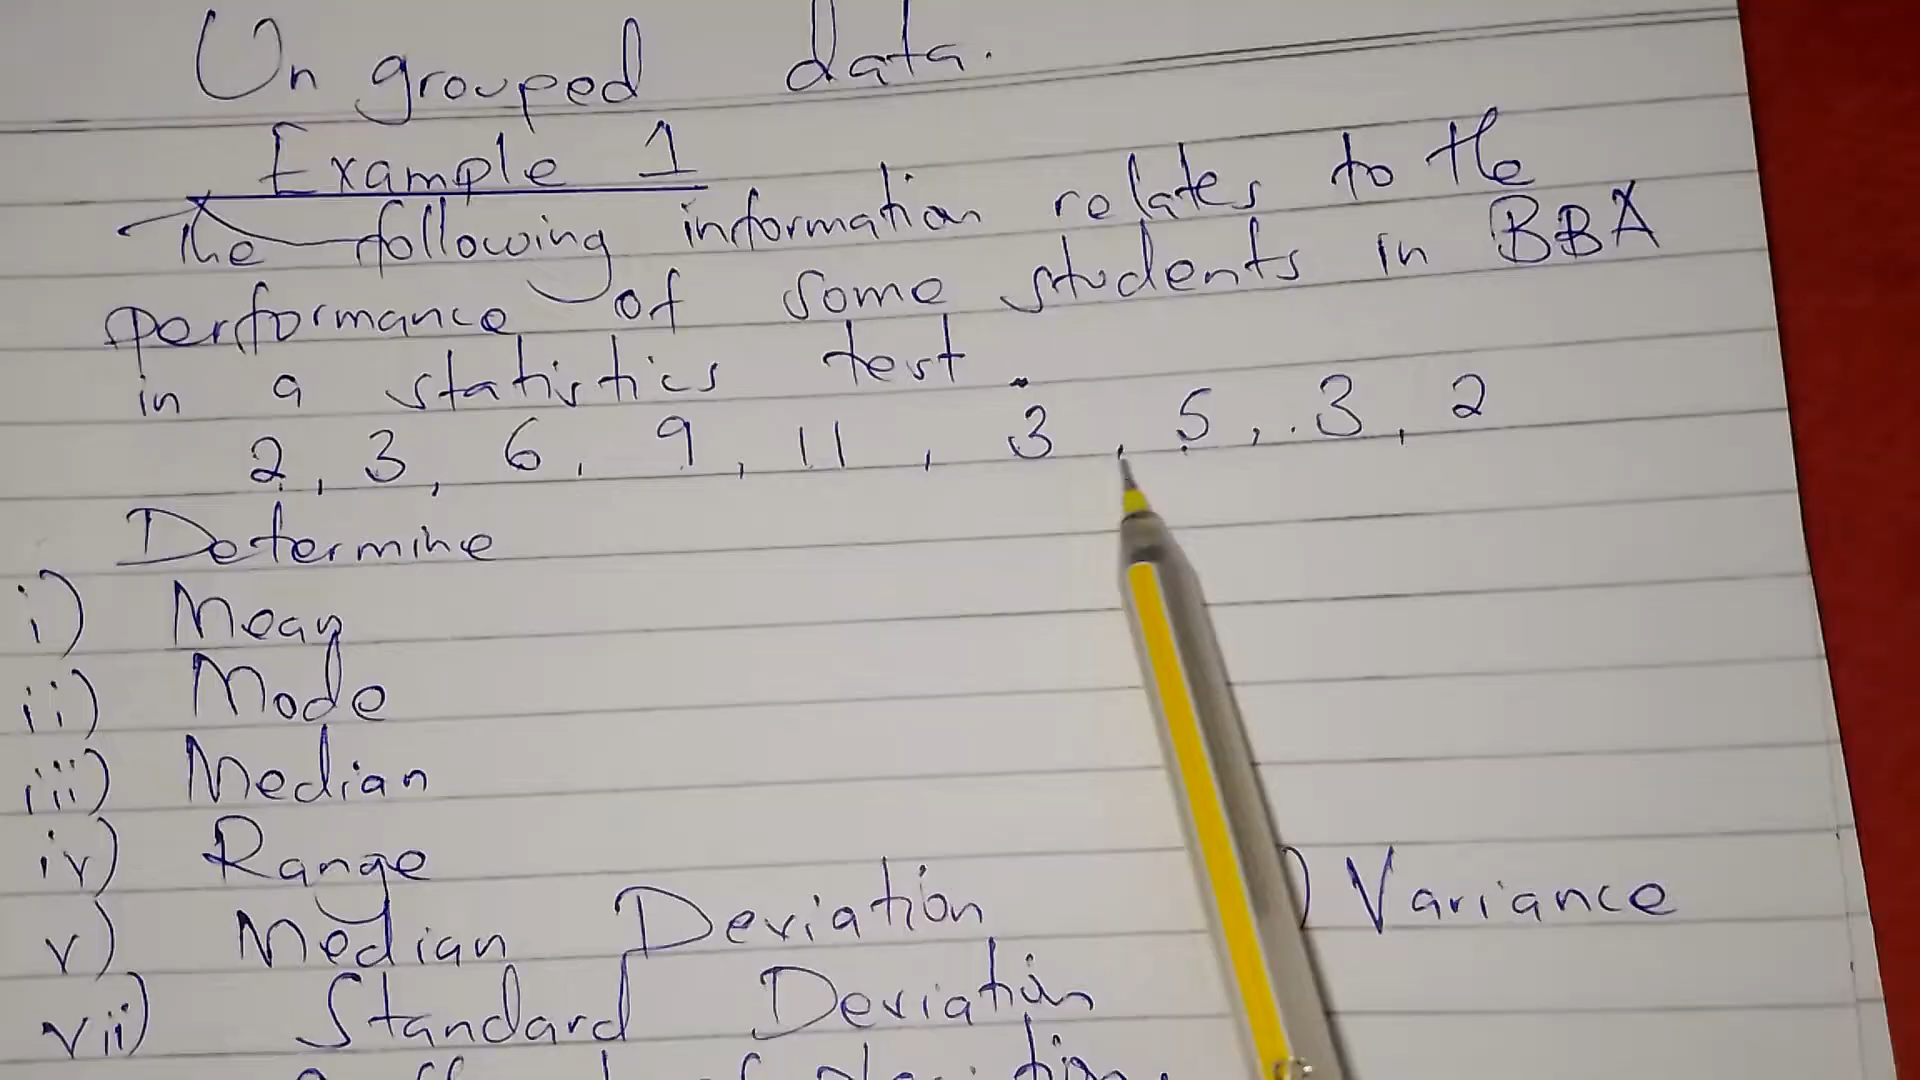 Un grouped data.
Example 1
The following information relates to the
performance of some students in BBA
in a statistics test
2, 3, 6, 9, 11, 3, 5, 3, 2
Determine
i) Mean
ii) Mode
iii) Median
iv) Range
v) Median Deviation ) Variance
vii) Standard Deviation